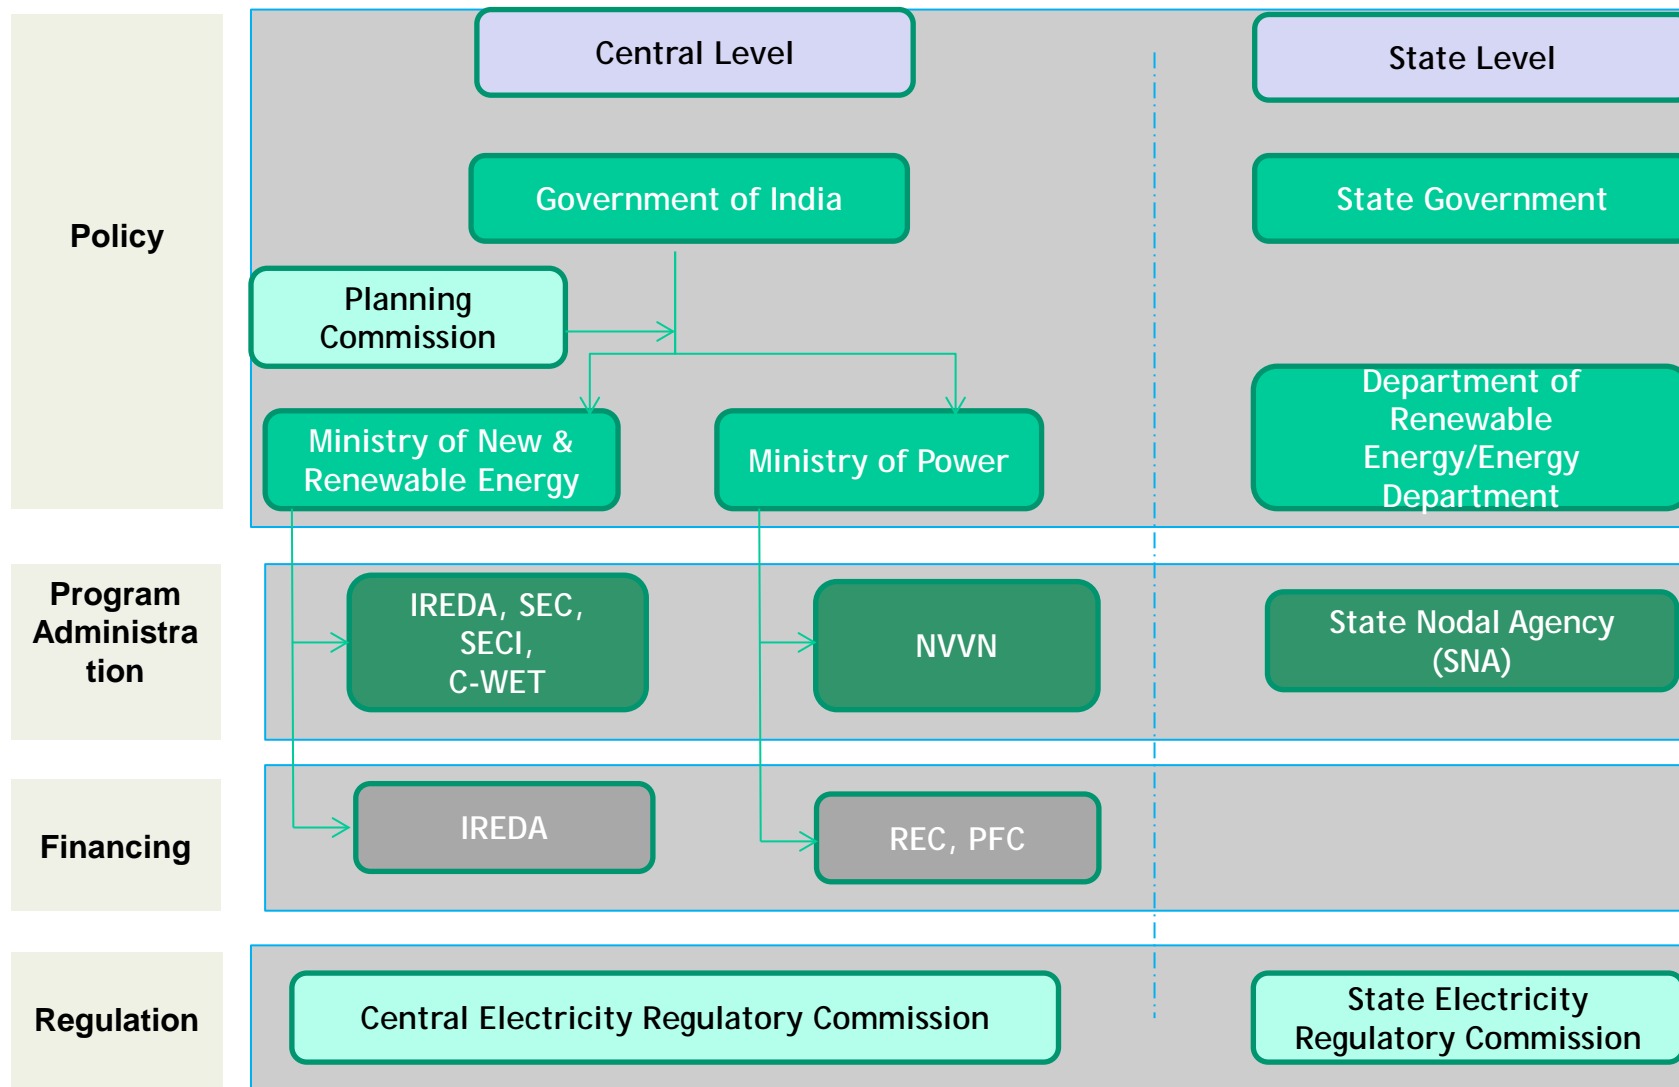 Central Level
State Level
Policy
Government of India
State Government
Planning
Commission
Ministry of New &
Renewable Energy
Ministry of Power
Department of
Renewable
Energy/Energy
Department
Program
Administra
tion
IREDA, SEC,
SECI,
C-WET
NVVN
State Nodal Agency
(SNA)
Financing
IREDA
REC, PFC
Regulation
Central Electricity Regulatory Commission
State Electricity
Regulatory Commission